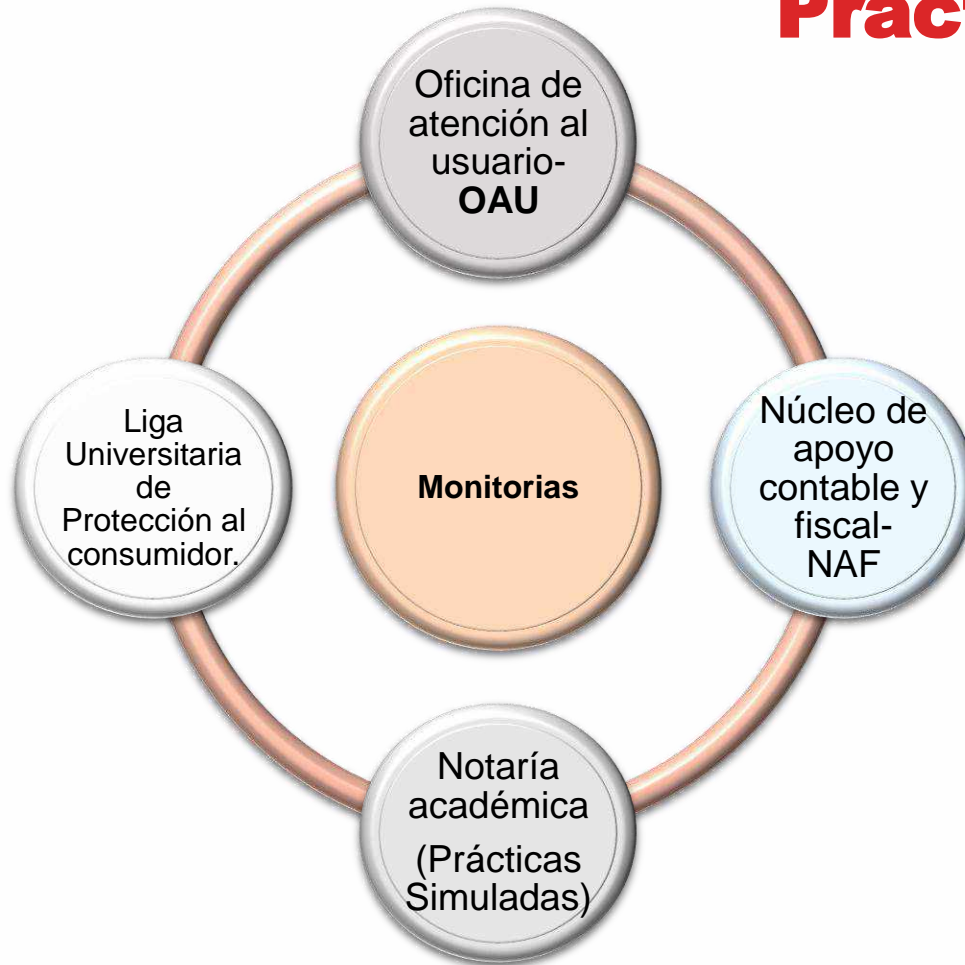 Oficina de
atención al
usuario-
OAU
Liga
Universitaria
de
Protección al
consumidor.
Monitorias
Núcleo de
apoyo
contable y
fiscal-
NAF
Notaría
académica
(Prácticas
Simuladas)